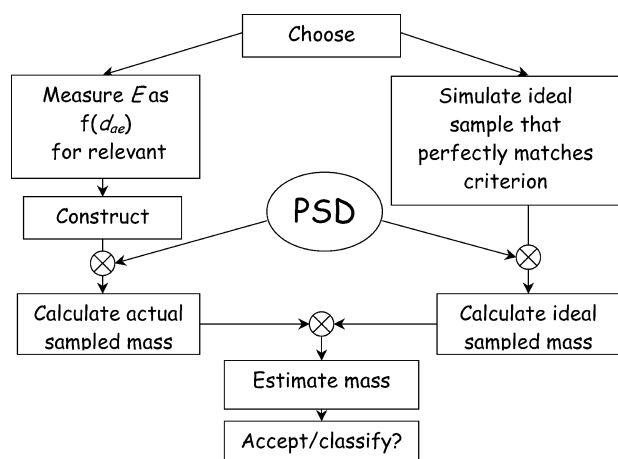 Choose
Measure E as
f(dae)
for relevant
Simulate ideal
sample that
perfectly matches
criterion
Construct
PSD
Calculate actual
sampled mass
Calculate ideal
sampled mass
Estimate mass
Accept/classify?